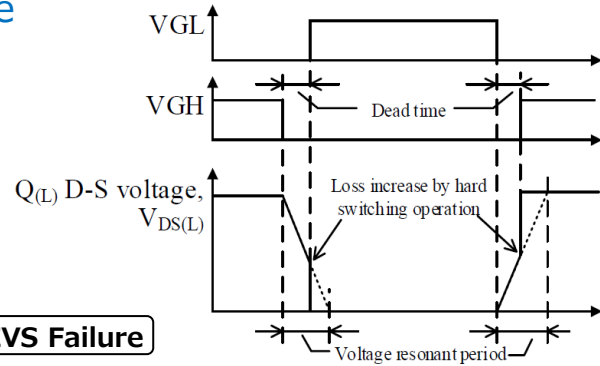 e
VGL
VGH
Dead time
Q(L) D-S voltage,
VDS(L)
Loss increase by hard
switching operation
VS Failure
Voltage resonant period